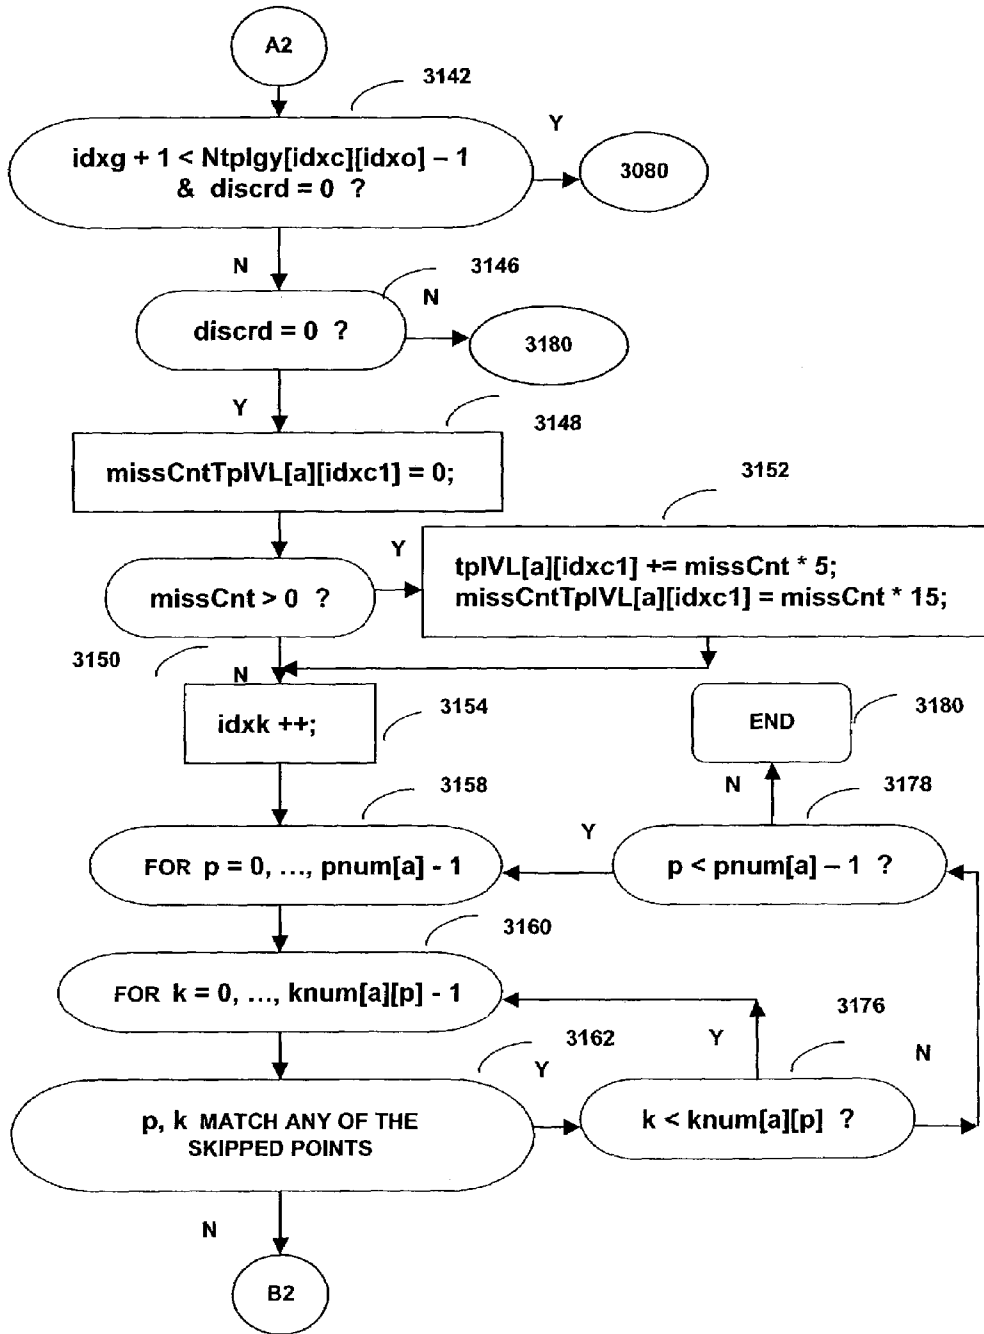 A2
3142
idxg + 1 < Ntplgy[idxc][idxo] – 1
& discrd = 0 ?
Y
3080
N
3146
discrd = 0 ?
N
3180
Y
3148
missCntTplVL[a][idxc1] = 0;
3152
missCnt > 0 ?
Y
tplVL[a][idxc1] += missCnt * 5;
missCntTplVL[a][idxc1] = missCnt * 15;
3150
N
idxk ++;
3154
END
3180
N
3158
3178
FOR p = 0, ..., pnum[a] - 1
Y
p < pnum[a] – 1 ?
3160
FOR k = 0, ..., knum[a][p] - 1
3162
Y
3176
Y
N
p, k MATCH ANY OF THE
SKIPPED POINTS
k < knum[a][p] ?
N
B2